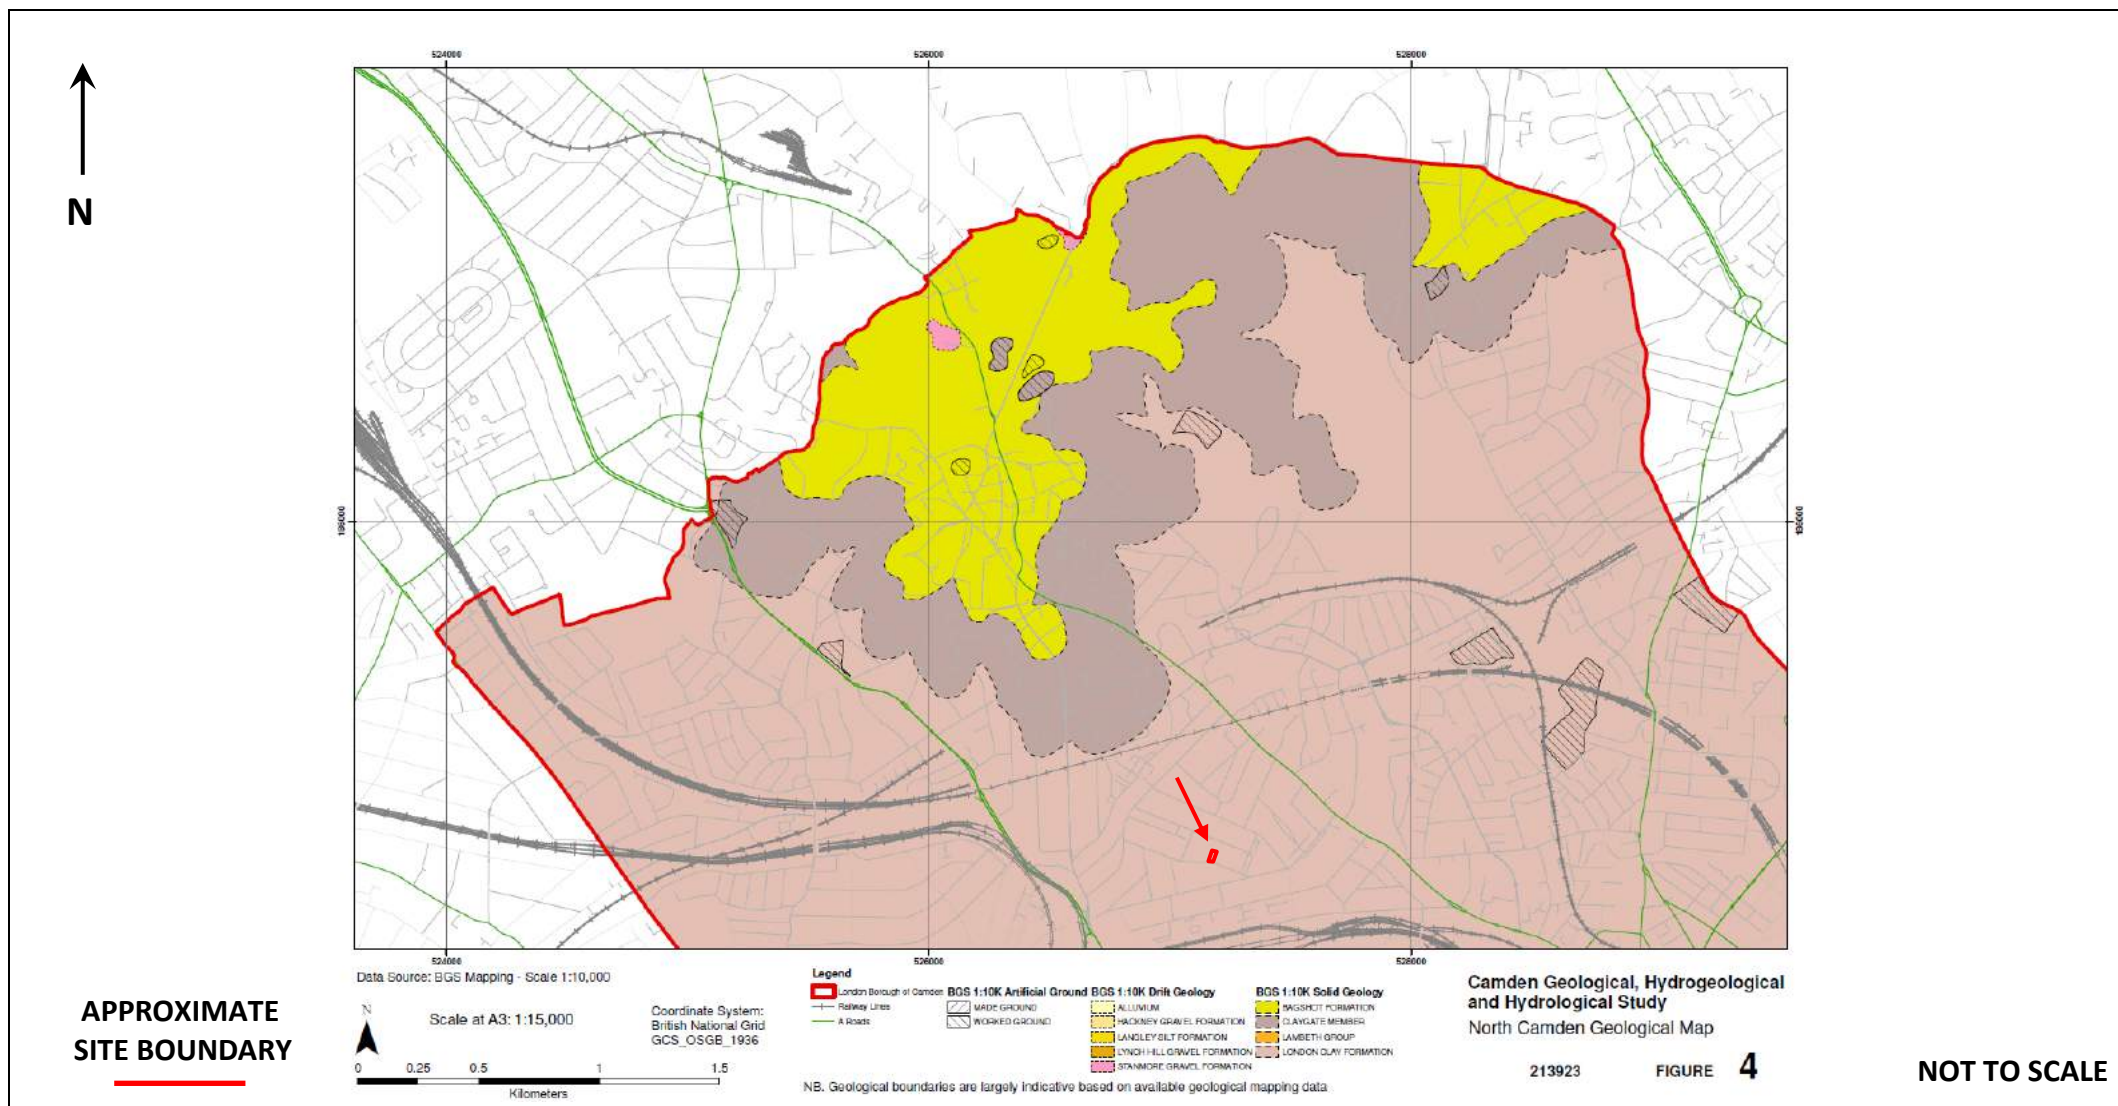 524000 526000 528000
N
186000 186000
524000 526000 528000
Data Source: BGS Mapping - Scale 1:10,000
N
Scale at A3: 1:15,000
Coordinate System:
British National Grid
GCS_OSGB_1936
0 0.25 0.5 1 1.5
Kilometers
Legend
London Borough of Camden
Railway Lines
A Roads
BGS 1:10K Artificial Ground
MADE GROUND
WORKED GROUND
BGS 1:10K Drift Geology
ALLUVIUM
HACKNEY GRAVEL FORMATION
LANGLEY SILT FORMATION
LYNCH HILL GRAVEL FORMATION
STANMORE GRAVEL FORMATION
BGS 1:10K Solid Geology
BAGSHOT FORMATION
CLAYGATE MEMBER
LAMBETH GROUP
LONDON CLAY FORMATION
NB. Geological boundaries are largely indicative based on available geological mapping data
Camden Geological, Hydrogeological
and Hydrological Study
North Camden Geological Map
213923 FIGURE 4
APPROXIMATE
SITE BOUNDARY
NOT TO SCALE